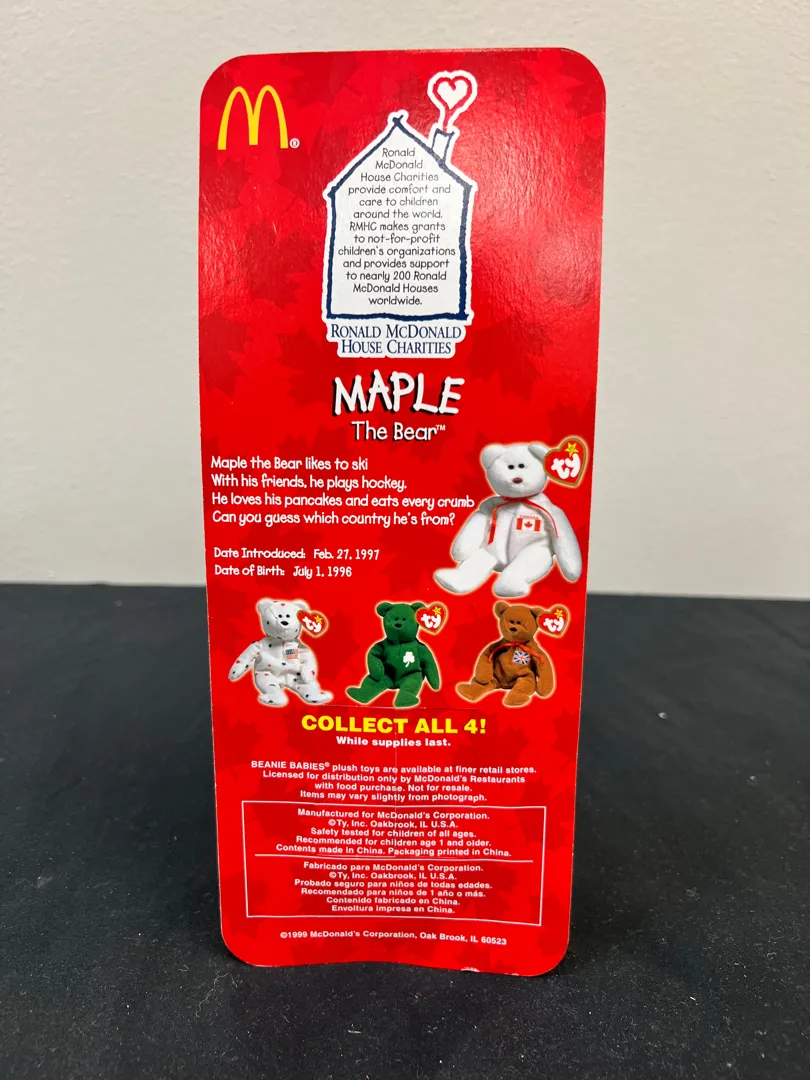 M®
Ronald
McDonald
House Charities
provide comfort and
care to children
around the world.
RMHC makes grants
to not-for-profit
children's organizations
and provides support
to nearly 200 Ronald
McDonald Houses
worldwide.
RONALD MCDONALD
HOUSE CHARITIES
MAPLE
The Bear™
Maple the Bear likes to ski
With his friends, he plays hockey.
He loves his pancakes and eats every crumb
Can you guess which country he's from?
ty
CANADA
Date Introduced: Feb. 27, 1997
Date of Birth: July 1, 1996
ty
ty
ty
COLLECT ALL 4!
While supplies last.
BEANIE BABIES® plush toys are available at finer retail stores.
Licensed for distribution only by McDonald's Restaurants
with food purchase. Not for resale.
Items may vary slightly from photograph.
Manufactured for McDonald's Corporation.
©Ty, Inc. Oakbrook, IL U.S.A.
Safety tested for children of all ages.
Recommended for children age 1 and older.
Contents made in China. Packaging printed in China.
Fabricado para McDonald's Corporation.
©Ty, Inc. Oakbrook, IL U.S.A.
Probado seguro para niños de todas edades.
Recomendado para niños de 1 año o más.
Contenido fabricado en China.
Envoltura impresa en China.
©1999 McDonald's Corporation, Oak Brook, IL 60523